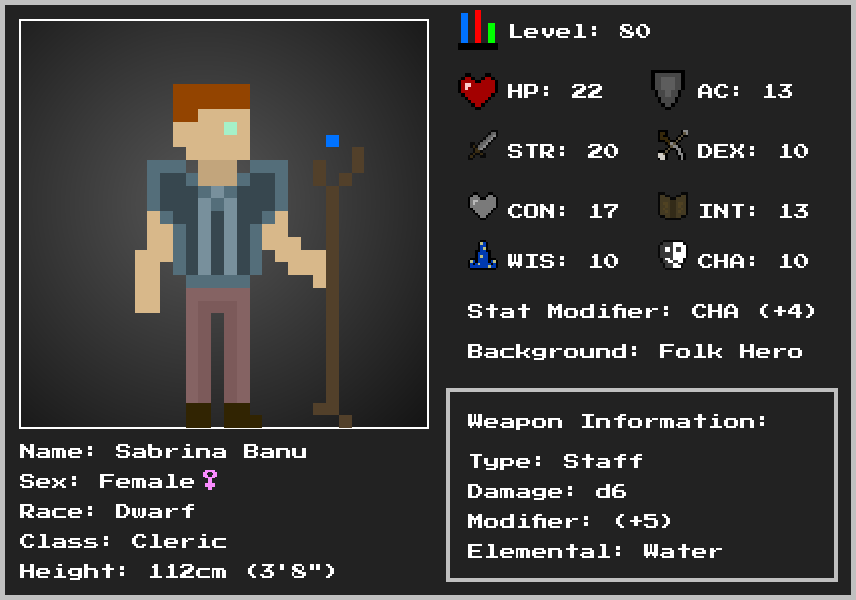 Level: 80
HP: 22
AC: 13
STR: 20
DEX: 10
CON: 17
INT: 13
WIS: 10
CHA: 10
Stat Modifier: CHA (+4)
Background: Folk Hero
Weapon Information:
Type: Staff
Damage: d6
Modifier: (+5)
Elemental: Water
Name: Sabrina Banu
Sex: Female♀
Race: Dwarf
Class: Cleric
Height: 112cm (3'8")